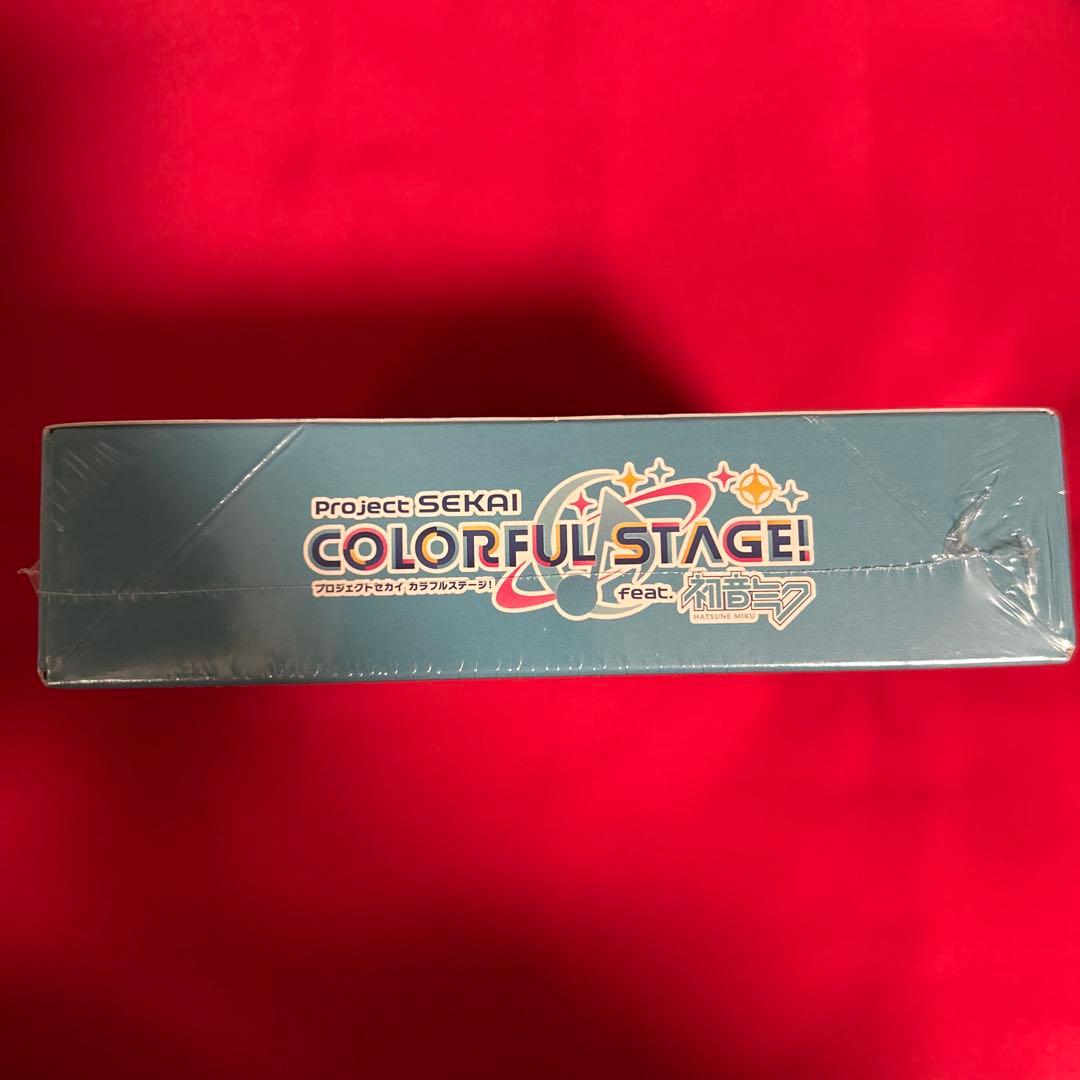 Project SEKAI
COLORFUL STAGE!
プロジェクトセカイ カラフルステージ!
feat. 初音ミク
HATSUNE MIKU